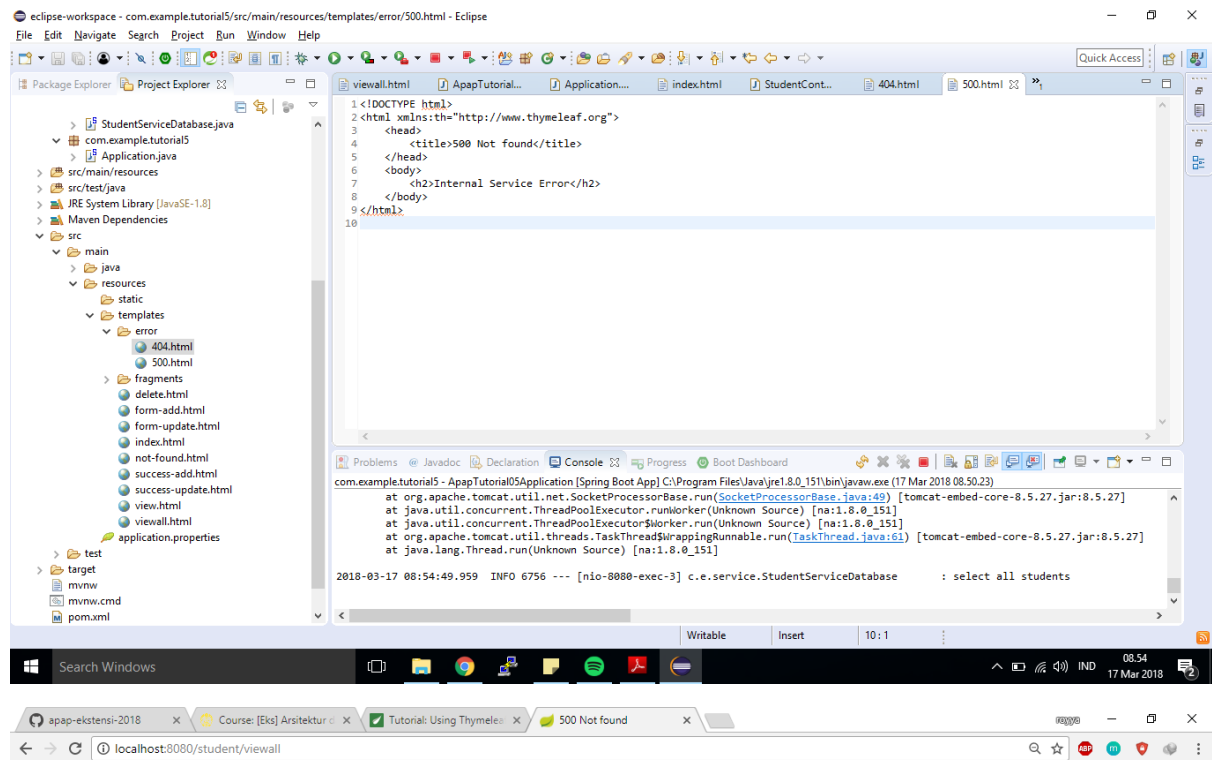 eclipse-workspace - com.example.tutorial5/src/main/resources/templates/error/500.html - Eclipse
File Edit Navigate Search Project Run Window Help
Quick Access
Package Explorer Project Explorer
viewall.html ApapTutorial... Application.... index.html StudentCont... 404.html 500.html »1
StudentServiceDatabase.java
com.example.tutorial5
Application.java
src/main/resources
src/test/java
JRE System Library [JavaSE-1.8]
Maven Dependencies
src
main
java
resources
static
templates
error
404.html
500.html
fragments
delete.html
form-add.html
form-update.html
index.html
not-found.html
success-add.html
success-update.html
view.html
viewall.html
application.properties
test
target
mvnw
mvnw.cmd
pom.xml
1 <!DOCTYPE html>
2 <html xmlns:th="http://www.thymeleaf.org">
3 <head>
4 <title>500 Not found</title>
5 </head>
6 <body>
7 <h2>Internal Service Error</h2>
8 </body>
9 </html>
10
Problems @ Javadoc Declaration Console Progress Boot Dashboard
com.example.tutorial5 - ApapTutorial05Application [Spring Boot App] C:\Program Files\Java\jre1.8.0_151\bin\javaw.exe (17 Mar 2018 08.50.23)
at org.apache.tomcat.util.net.SocketProcessorBase.run(SocketProcessorBase.java:49) [tomcat-embed-core-8.5.27.jar:8.5.27]
at java.util.concurrent.ThreadPoolExecutor.runWorker(Unknown Source) [na:1.8.0_151]
at java.util.concurrent.ThreadPoolExecutor$Worker.run(Unknown Source) [na:1.8.0_151]
at org.apache.tomcat.util.threads.TaskThread$WrappingRunnable.run(TaskThread.java:61) [tomcat-embed-core-8.5.27.jar:8.5.27]
at java.lang.Thread.run(Unknown Source) [na:1.8.0_151]
2018-03-17 08:54:49.959 INFO 6756 --- [nio-8080-exec-3] c.e.service.StudentServiceDatabase : select all students
Writable Insert 10 : 1
Search Windows
IND
08.54
17 Mar 2018
2
apap-ekstensi-2018 Course: [Eks] Arsitektur d Tutorial: Using Thymelea 500 Not found
rayya
localhost:8080/student/viewall
ABP m